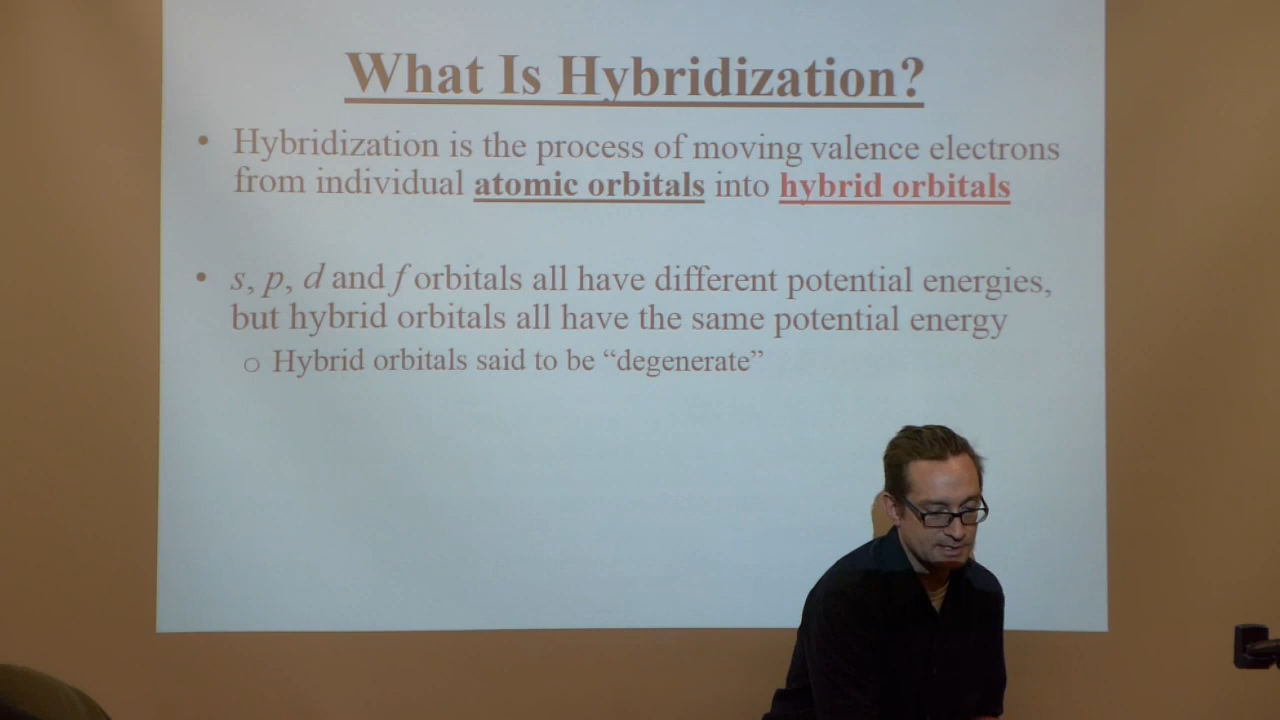 What Is Hybridization?
• Hybridization is the process of moving valence electrons
from individual atomic orbitals into hybrid orbitals
• s, p, d and f orbitals all have different potential energies,
but hybrid orbitals all have the same potential energy
o Hybrid orbitals said to be “degenerate”